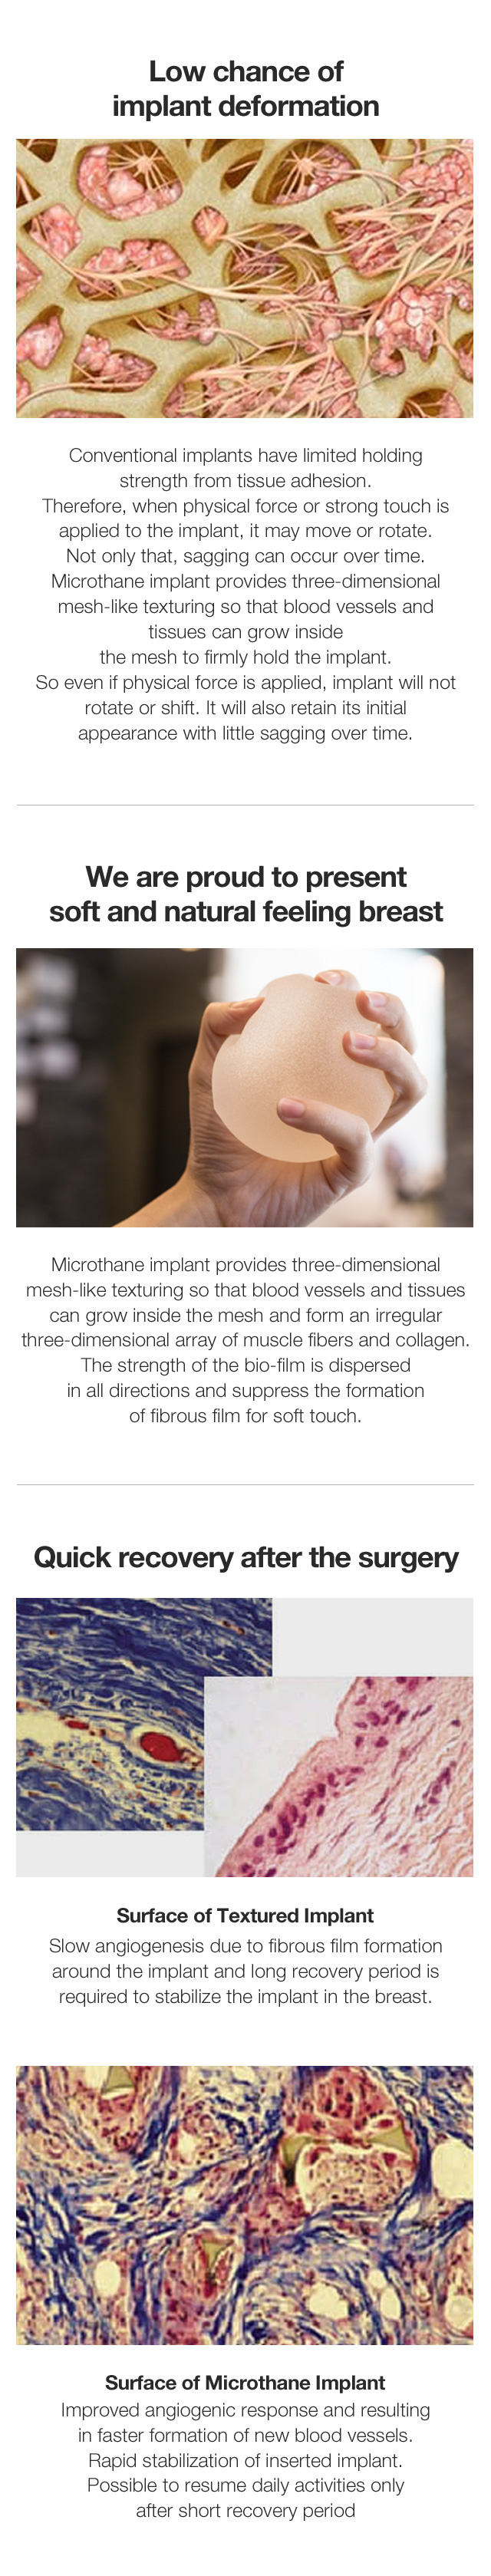 Low chance of
implant deformation
Conventional implants have limited holding
strength from tissue adhesion.
Therefore, when physical force or strong touch is
applied to the implant, it may move or rotate.
Not only that, sagging can occur over time.
Microthane implant provides three-dimensional
mesh-like texturing so that blood vessels and
tissues can grow inside
the mesh to firmly hold the implant.
So even if physical force is applied, implant will not
rotate or shift. It will also retain its initial
appearance with little sagging over time.
We are proud to present
soft and natural feeling breast
Microthane implant provides three-dimensional
mesh-like texturing so that blood vessels and tissues
can grow inside the mesh and form an irregular
three-dimensional array of muscle fibers and collagen.
The strength of the bio-film is dispersed
in all directions and suppress the formation
of fibrous film for soft touch.
Quick recovery after the surgery
Surface of Textured Implant
Slow angiogenesis due to fibrous film formation
around the implant and long recovery period is
required to stabilize the implant in the breast.
Surface of Microthane Implant
Improved angiogenic response and resulting
in faster formation of new blood vessels.
Rapid stabilization of inserted implant.
Possible to resume daily activities only
after short recovery period